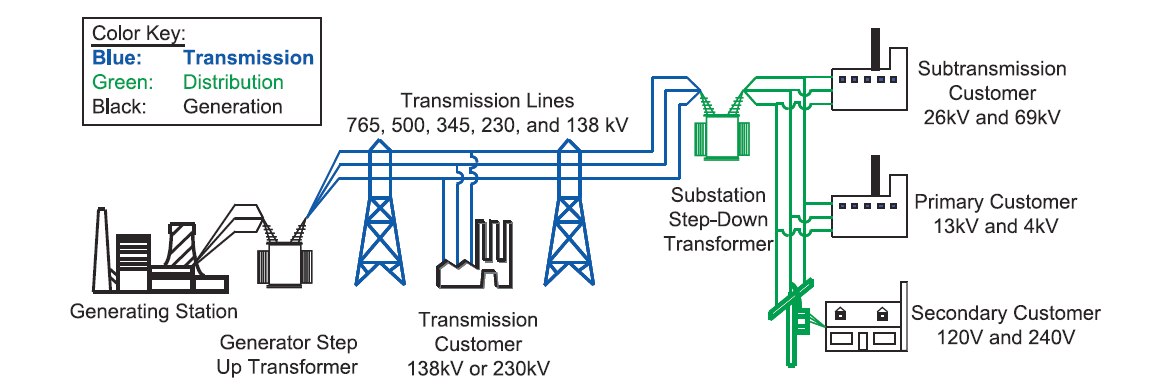 Color Key:
Blue: Transmission
Green: Distribution
Black: Generation
Transmission Lines
765, 500, 345, 230, and 138 kV
Subtransmission
Customer
26kV and 69kV
Substation
Step-Down
Transformer
Primary Customer
13kV and 4kV
Generating Station
Generator Step
Up Transformer
Transmission
Customer
138kV or 230kV
Secondary Customer
120V and 240V